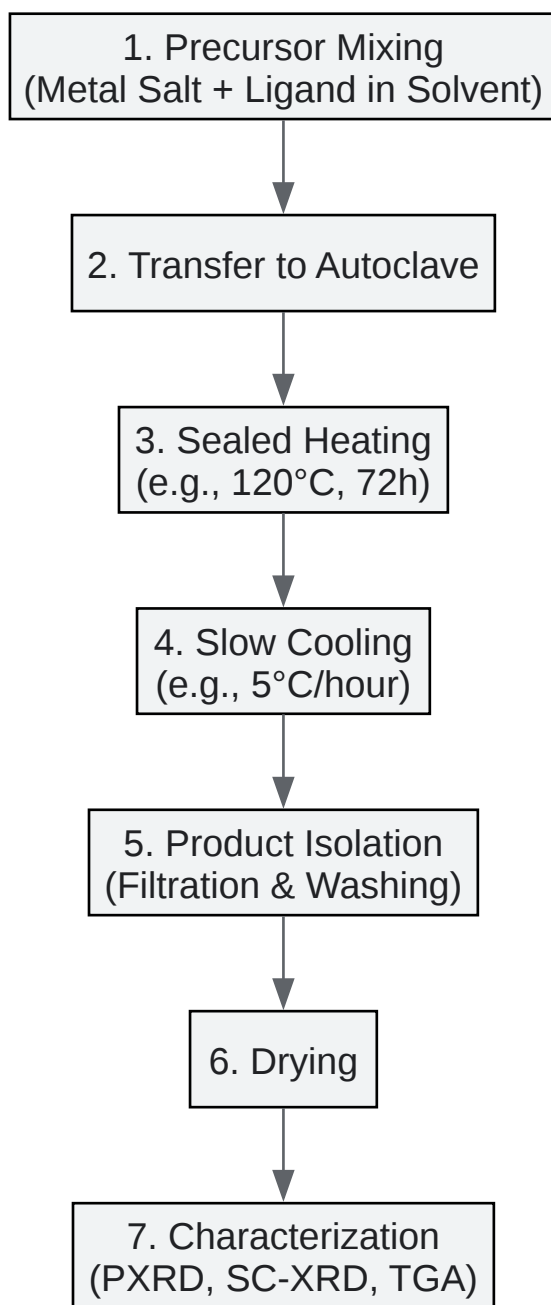 1. Precursor Mixing
(Metal Salt + Ligand in Solvent)
2. Transfer to Autoclave
3. Sealed Heating
(e.g., 120°C, 72h)
4. Slow Cooling
(e.g., 5°C/hour)
5. Product Isolation
(Filtration & Washing)
6. Drying
7. Characterization
(PXRD, SC-XRD, TGA)